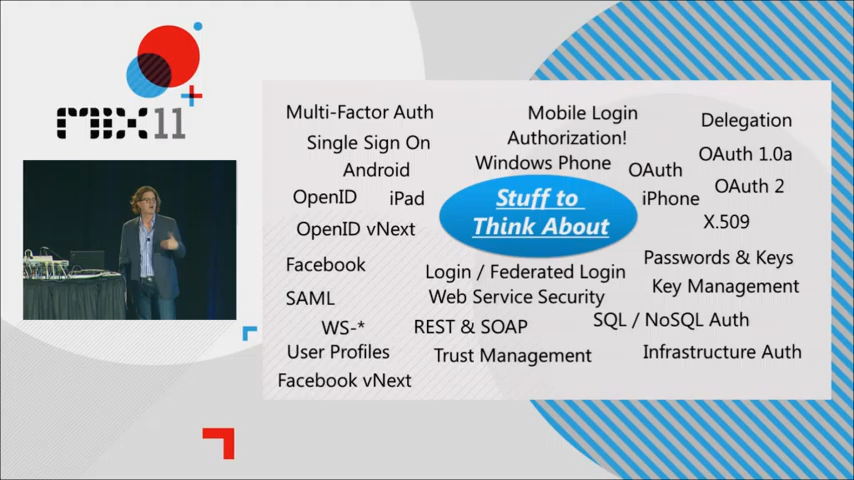 MIX11
Multi-Factor Auth
Mobile Login
Delegation
Single Sign On
Authorization!
OAuth 1.0a
Android
Windows Phone
OAuth
OAuth 2
OpenID
iPad
Stuff to
Think About
iPhone
X.509
OpenID vNext
Facebook
Login / Federated Login
Passwords & Keys
SAML
Web Service Security
Key Management
WS-*
REST & SOAP
SQL / NoSQL Auth
User Profiles
Trust Management
Infrastructure Auth
Facebook vNext